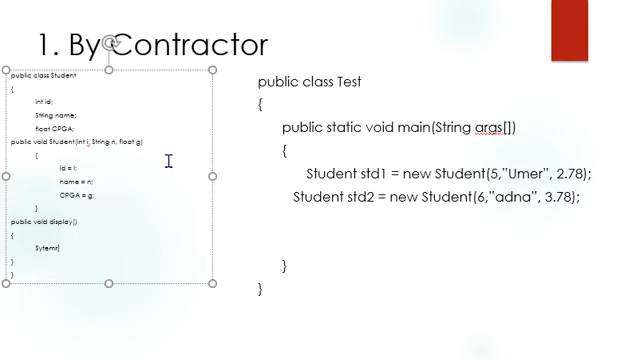 1. By Contractor
public class Student
{
int id;
String name;
float CPGA;
public void Student(int i, String n, float g)
{
id = i;
name = n;
CPGA = g;
}
public void display()
{
Sytemr
}
}
public class Test
{
public static void main(String args[])
{
Student std1 = new Student(5,”Umer”, 2.78);
Student std2 = new Student(6,”adna”, 3.78);
}
}